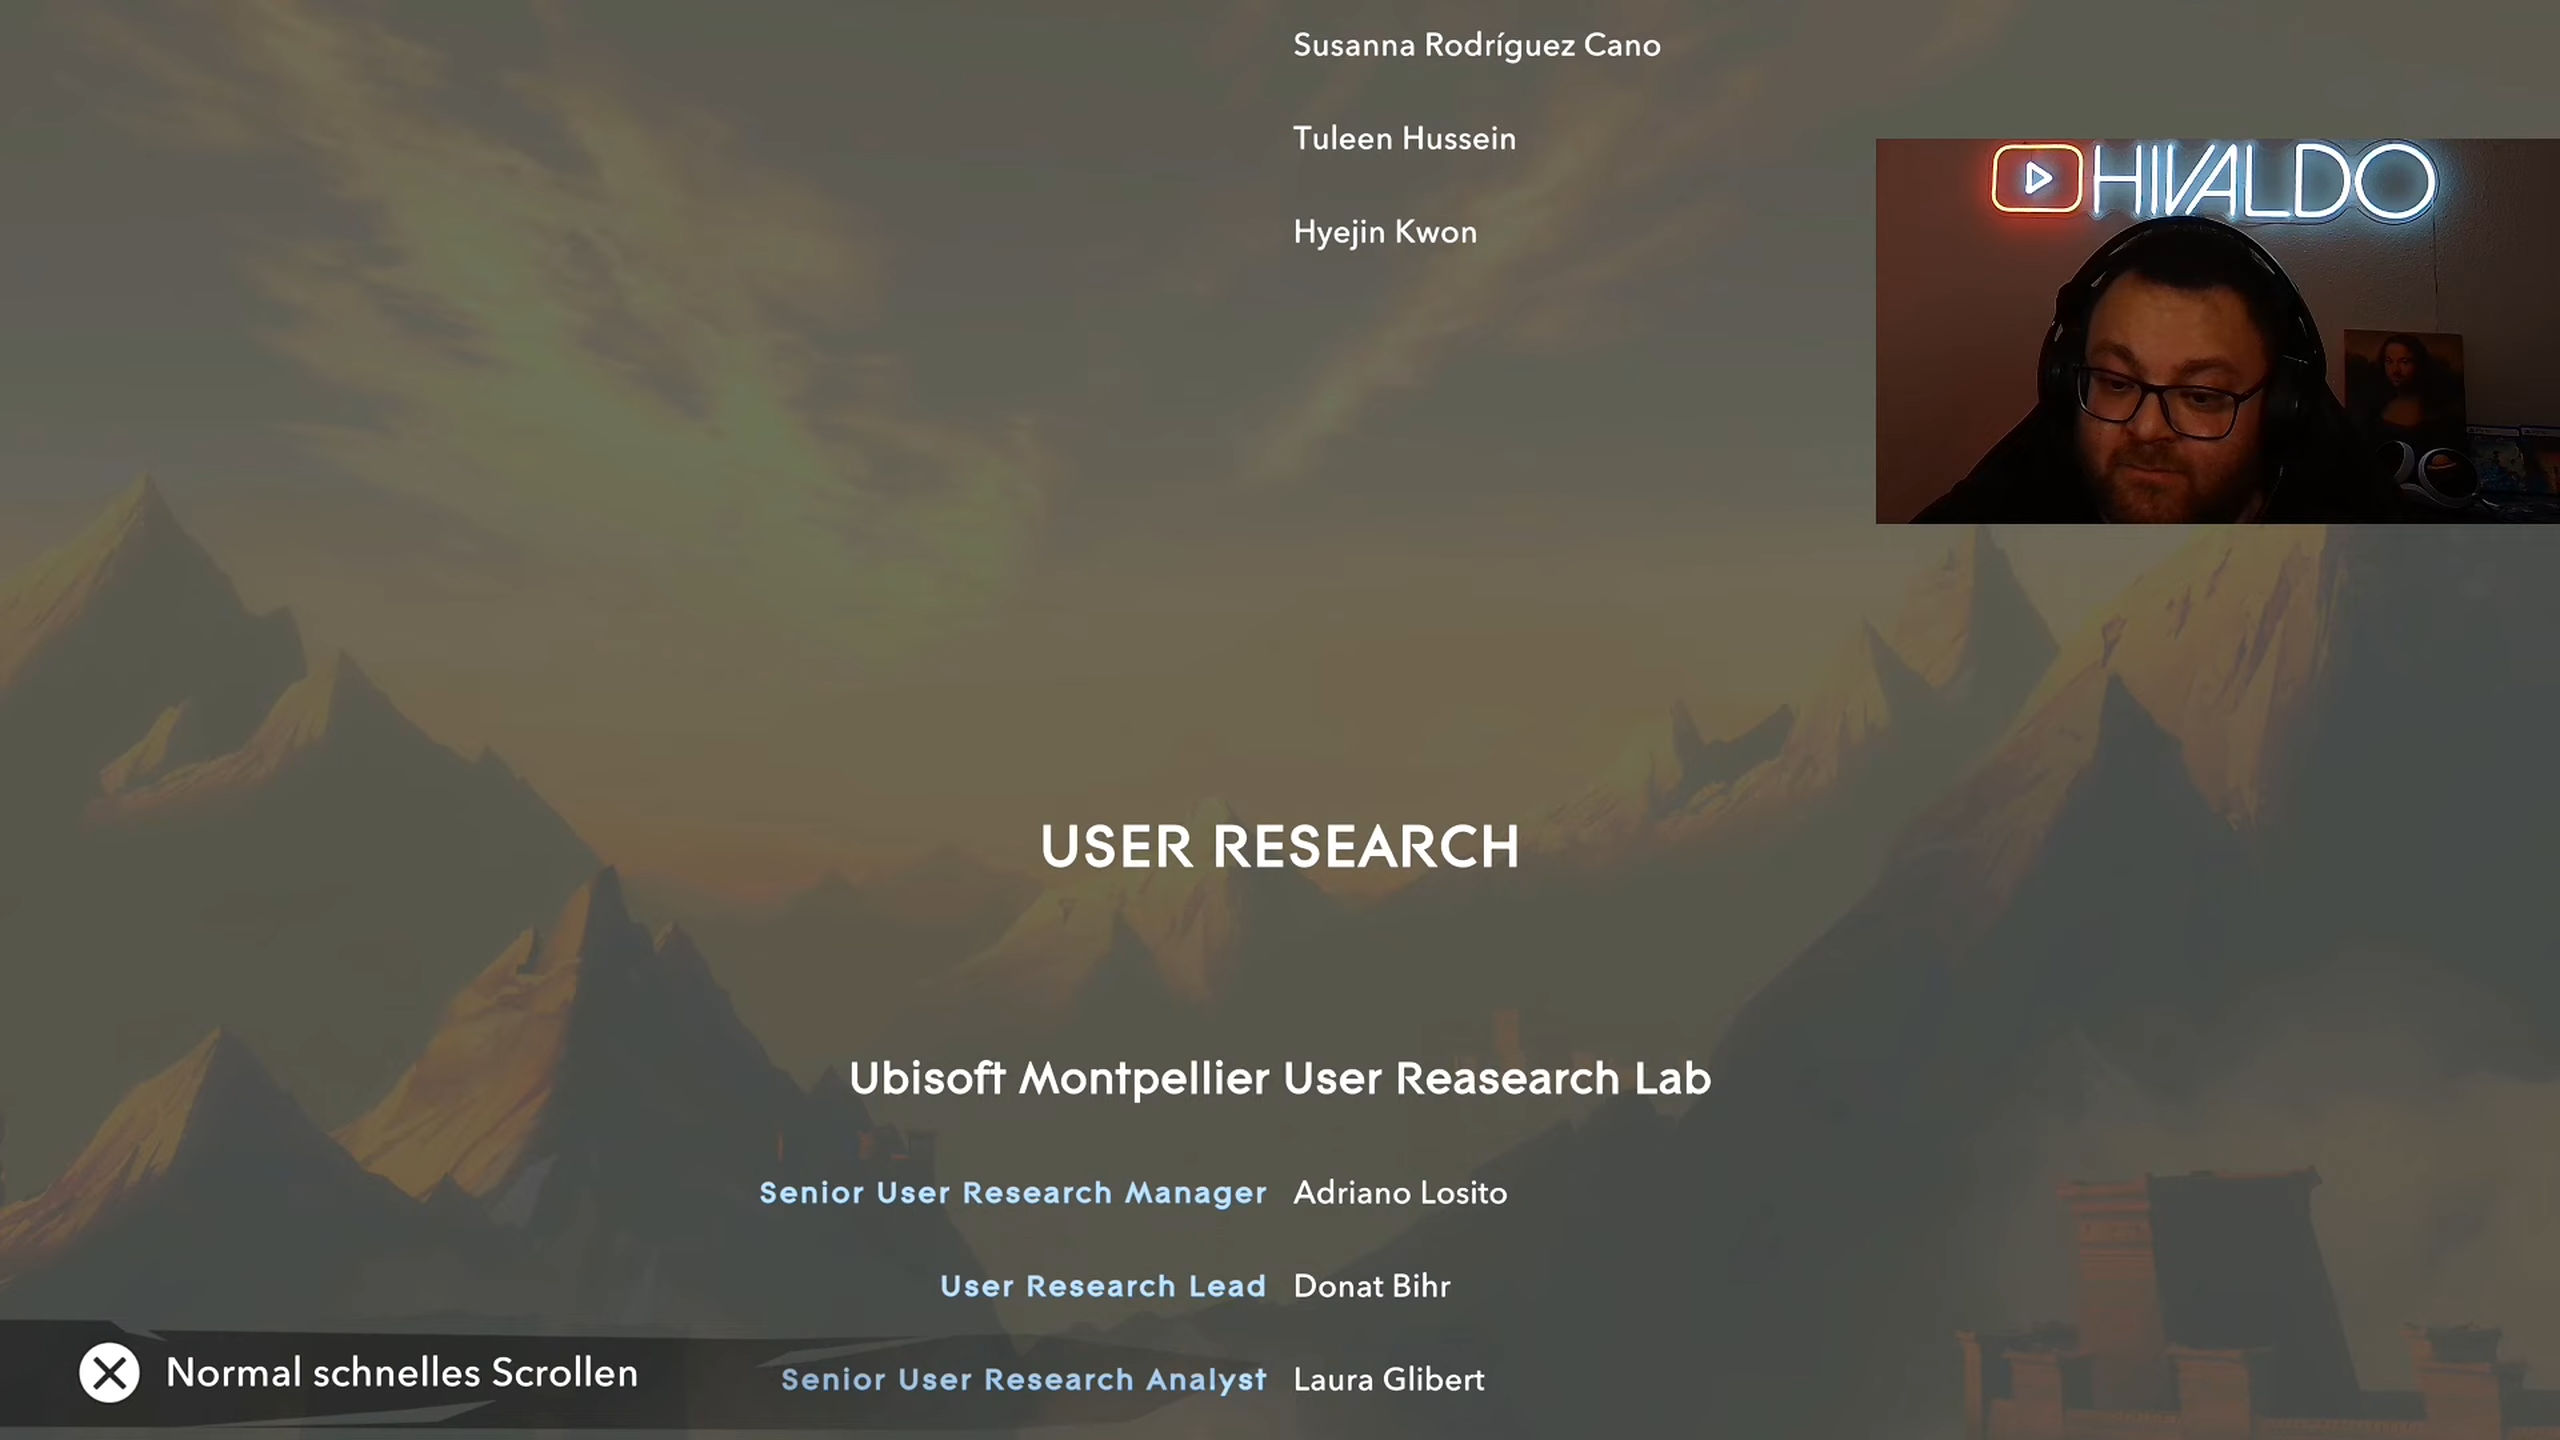 Susanna Rodríguez Cano
Tuleen Hussein
Hyejin Kwon
HIVALDO
USER RESEARCH
Ubisoft Montpellier User Reasearch Lab
Senior User Research Manager Adriano Losito
User Research Lead Donat Bihr
Senior User Research Analyst Laura Glibert
Normal schnelles Scrollen